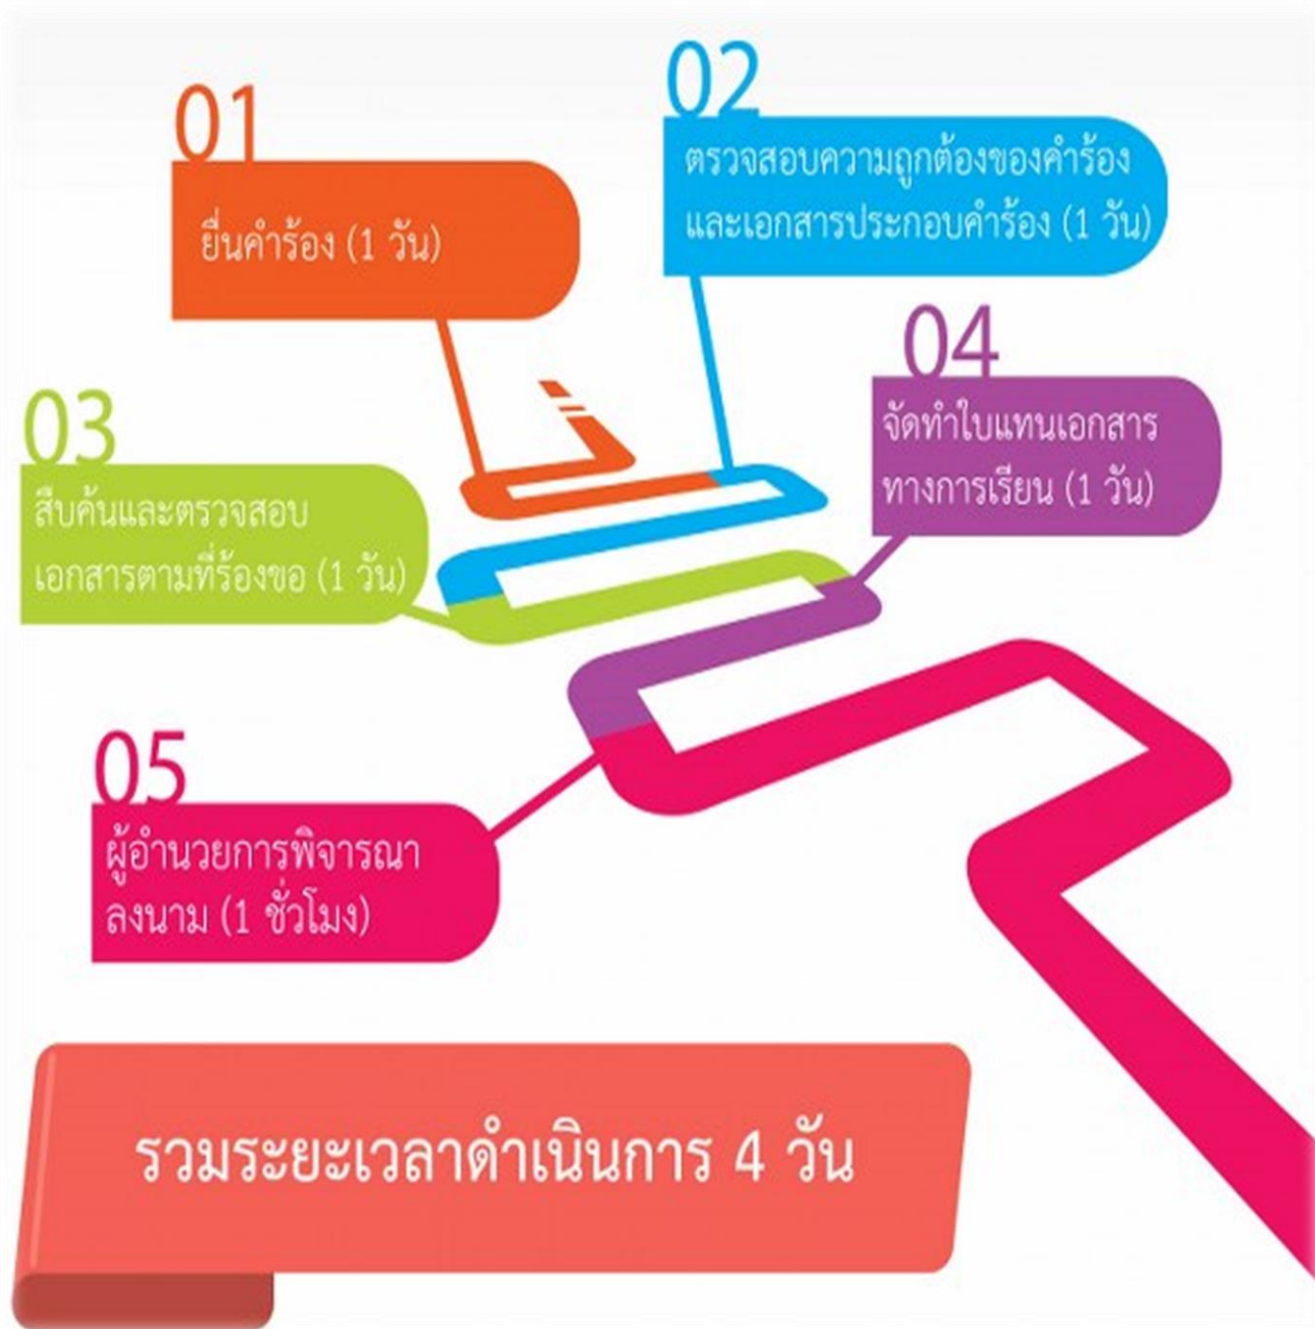 01
ยื่นคำร้อง (1 วัน)
02
ตรวจสอบความถูกต้องของคำร้อง
และเอกสารประกอบคำร้อง (1 วัน)
03
สืบค้นและตรวจสอบ
เอกสารตามที่ร้องขอ (1 วัน)
04
จัดทำใบแทนเอกสาร
ทางการเรียน (1 วัน)
05
ผู้อำนวยการพิจารณา
ลงนาม (1 ชั่วโมง)
รวมระยะเวลาดำเนินการ 4 วัน